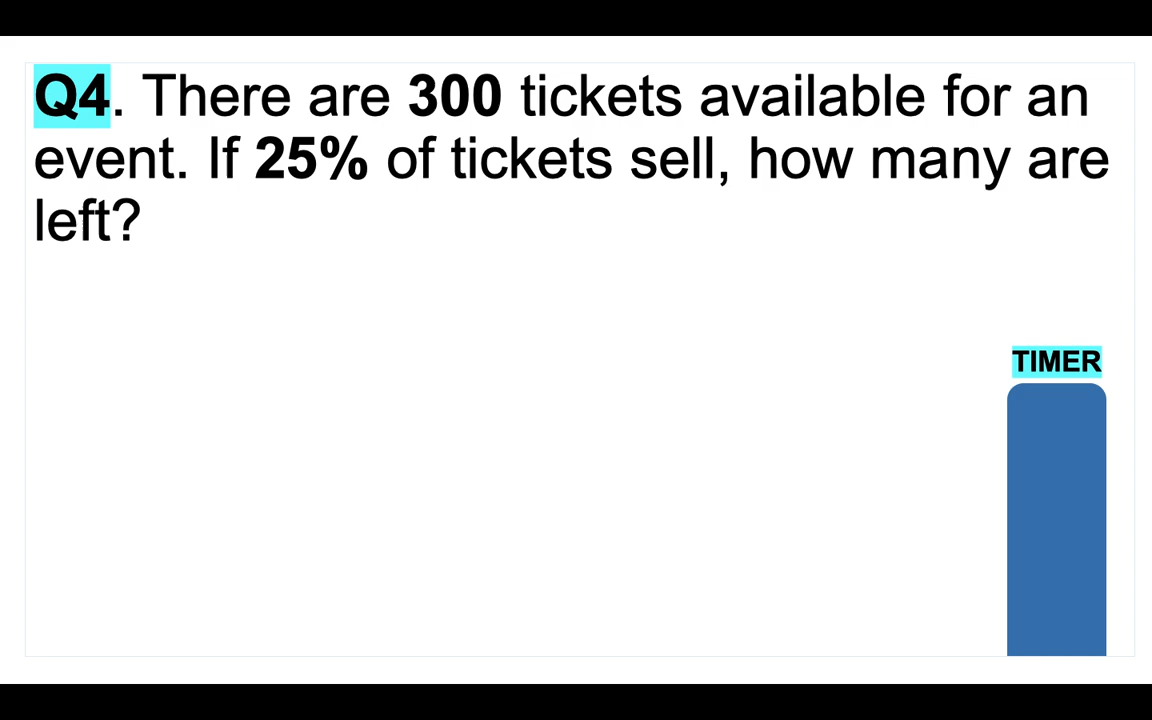 Q4. There are 300 tickets available for an
event. If 25% of tickets sell, how many are
left?
TIMER